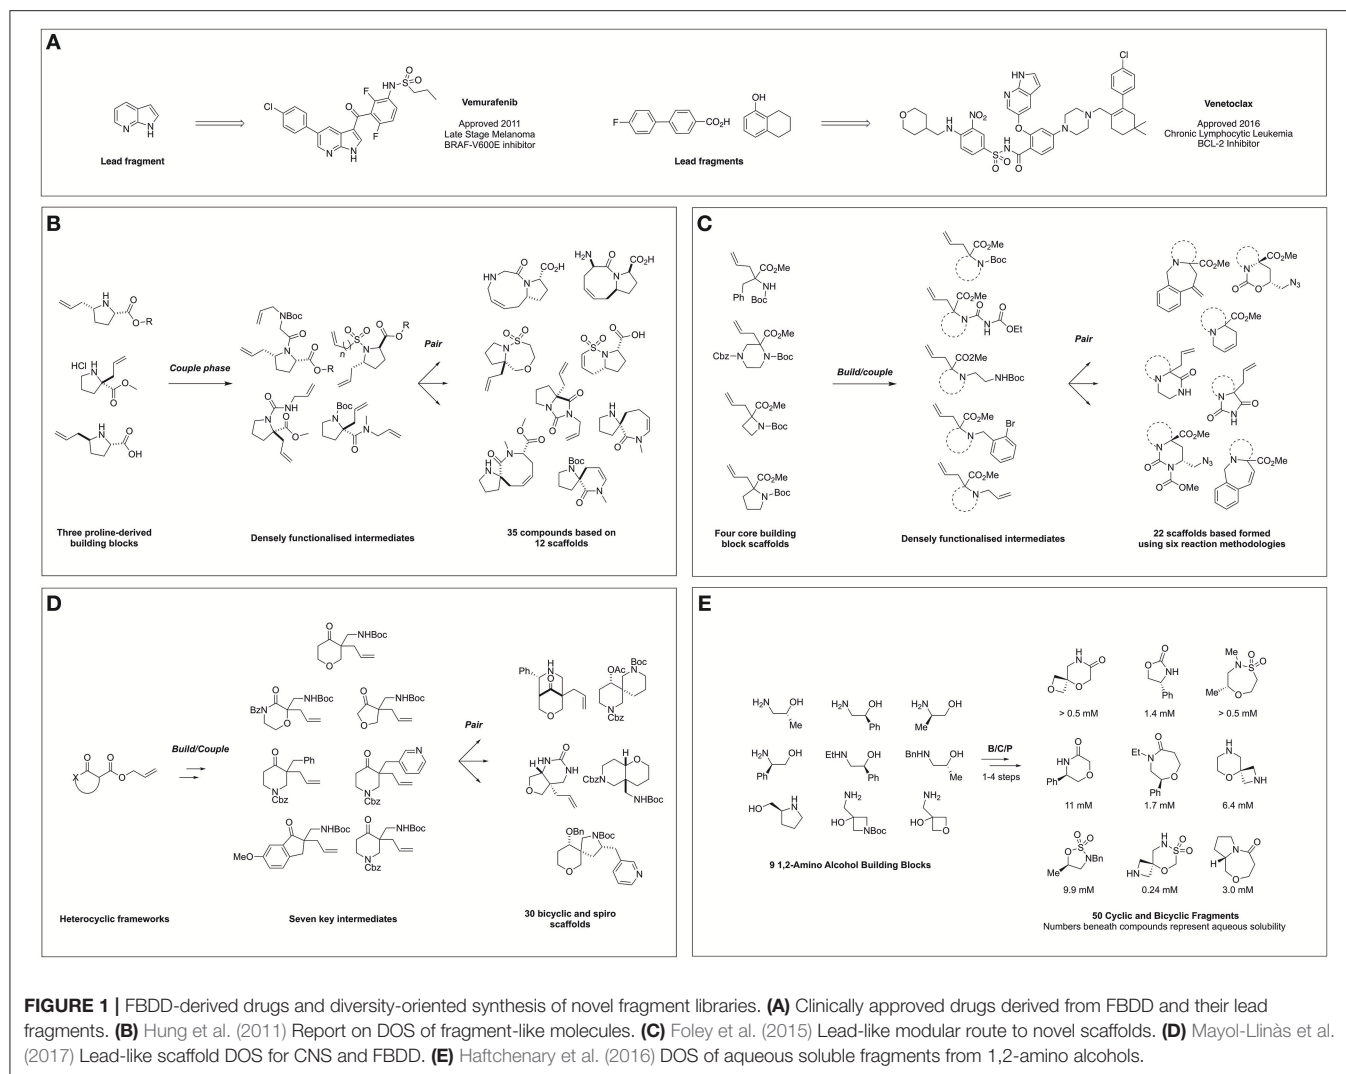 A
Lead fragment
Vemurafenib
Approved 2011
Late Stage Melanoma
BRAF-V600E inhibitor
Lead fragments
Venetoclax
Approved 2016
Chronic Lymphocytic Leukemia
BCL-2 Inhibitor
B
Couple phase
Pair
Three proline-derived
building blocks
Densely functionalised intermediates
35 compounds based on
12 scaffolds
C
Build/couple
Pair
Four core building
block scaffolds
Densely functionalised intermediates
22 scaffolds based formed
using six reaction methodologies
D
Build/Couple
Pair
Heterocyclic frameworks
Seven key intermediates
30 bicyclic and spiro
scaffolds
E
9 1,2-Amino Alcohol Building Blocks
B/C/P
1-4 steps
> 0.5 mM
1.4 mM
> 0.5 mM
11 mM
1.7 mM
6.4 mM
9.9 mM
0.24 mM
3.0 mM
50 Cyclic and Bicyclic Fragments
Numbers beneath compounds represent aqueous solubility
FIGURE 1 | FBDD-derived drugs and diversity-oriented synthesis of novel fragment libraries. (A) Clinically approved drugs derived from FBDD and their lead
fragments. (B) Hung et al. (2011) Report on DOS of fragment-like molecules. (C) Foley et al. (2015) Lead-like modular route to novel scaffolds. (D) Mayol-Llinàs et al.
(2017) Lead-like scaffold DOS for CNS and FBDD. (E) Haftchenary et al. (2016) DOS of aqueous soluble fragments from 1,2-amino alcohols.